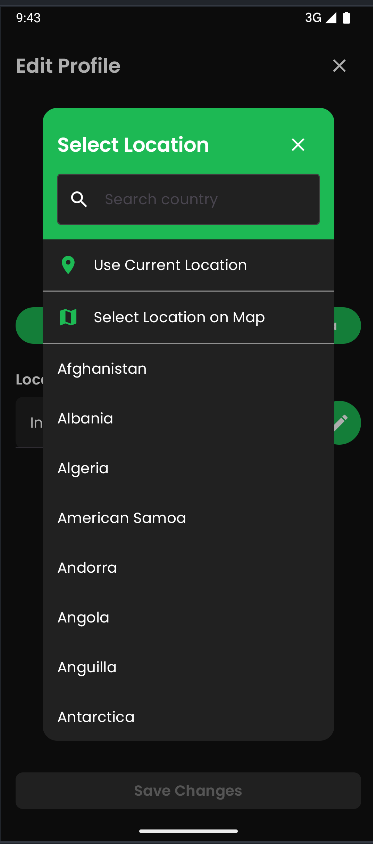 9:43
3G
Edit Profile
Select Location
Search country
Use Current Location
Select Location on Map
Afghanistan
Loc
Albania
In
Algeria
American Samoa
Andorra
Angola
Anguilla
Antarctica
Save Changes